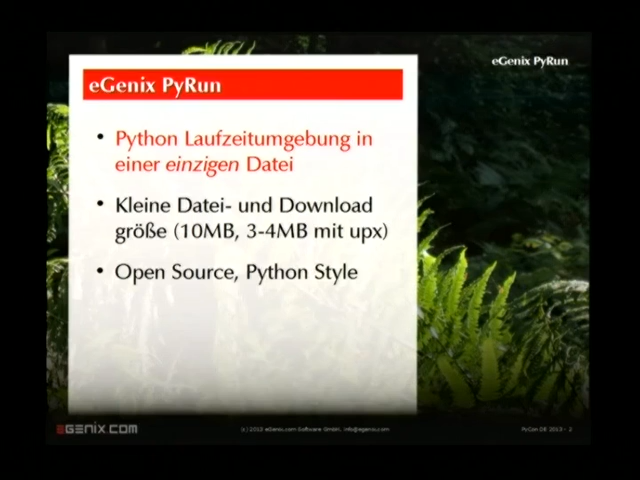 eGenix PyRun
eGenix PyRun
• Python Laufzeitumgebung in
einer einzigen Datei
• Kleine Datei- und Download
größe (10MB, 3-4MB mit upx)
• Open Source, Python Style
EGENIX.COM
(c) 2013 eGenix.com Software GmbH, info@egenix.com
PyCon DE 2013 - 2